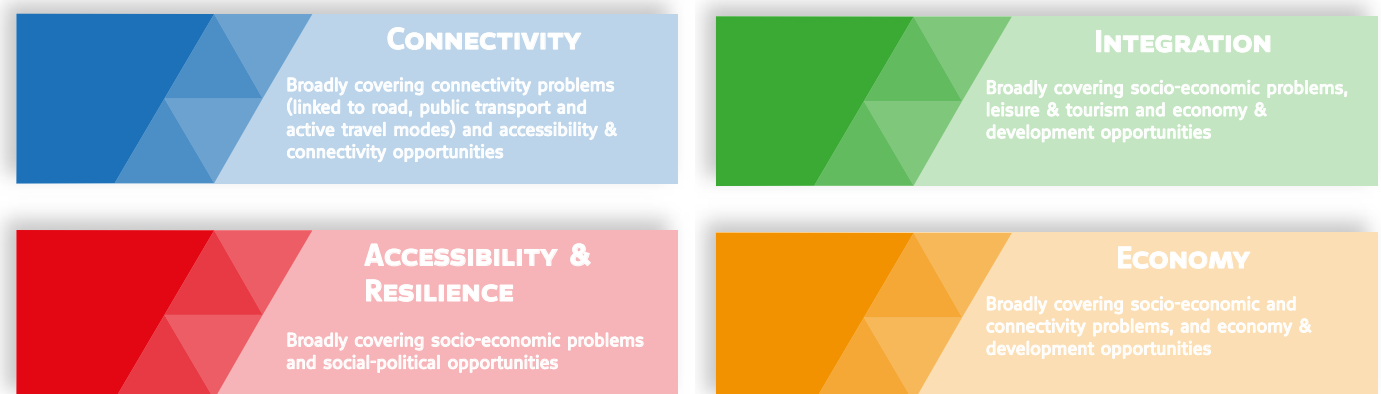 Connectivity
Broadly covering connectivity problems
(linked to road, public transport and
active travel modes) and accessibility &
connectivity opportunities
Integration
Broadly covering socio-economic problems,
leisure & tourism and economy &
development opportunities
Accessibility &
Resilience
Broadly covering socio-economic problems
and social-political opportunities
Economy
Broadly covering socio-economic and
connectivity problems, and economy &
development opportunities